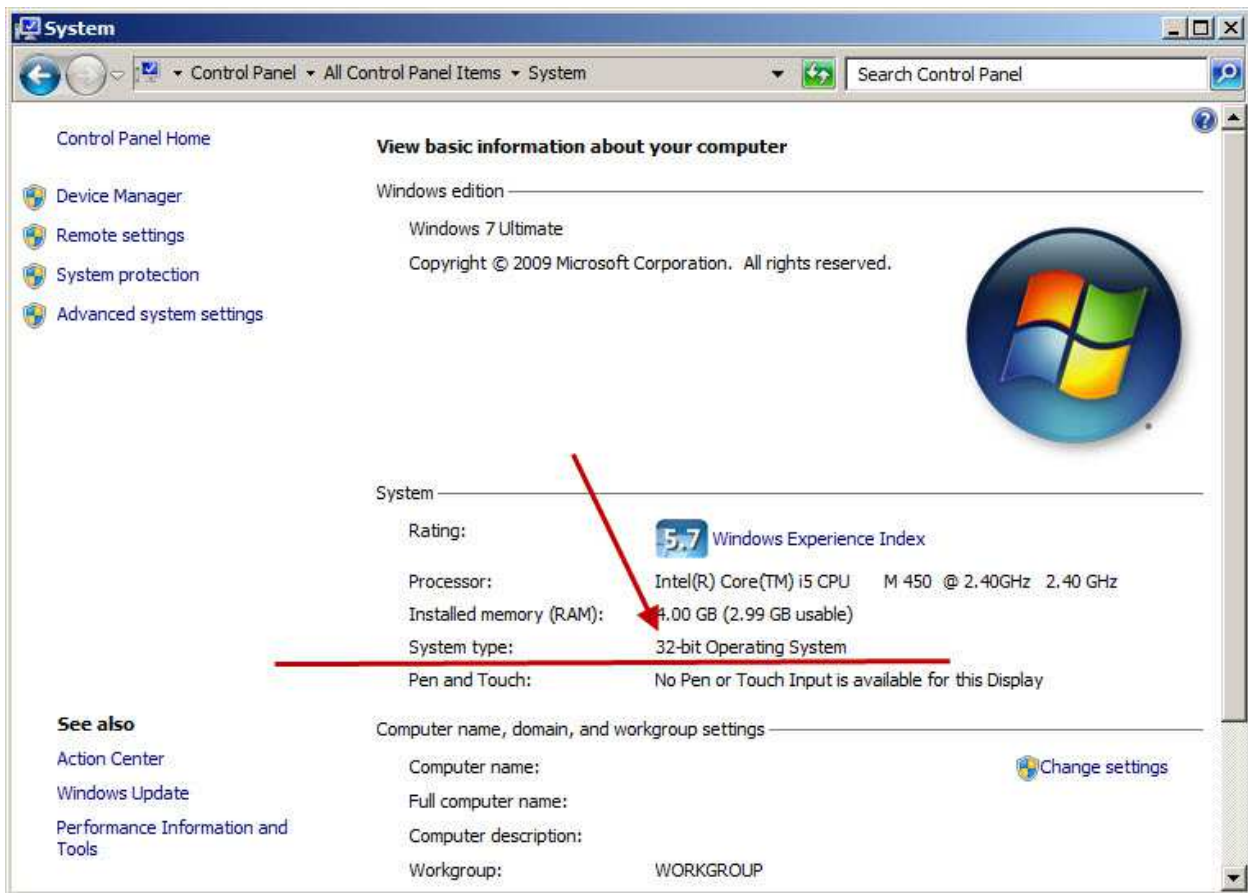 System
Control Panel All Control Panel Items System
Search Control Panel
Control Panel Home
Device Manager
Remote settings
System protection
Advanced system settings
See also
Action Center
Windows Update
Performance Information and
Tools
View basic information about your computer
Windows edition
Windows 7 Ultimate
Copyright © 2009 Microsoft Corporation. All rights reserved.
System
Rating: 5.7 Windows Experience Index
Processor: Intel(R) Core(TM) i5 CPU M 450 @ 2.40GHz 2.40 GHz
Installed memory (RAM): 4.00 GB (2.99 GB usable)
System type: 32-bit Operating System
Pen and Touch: No Pen or Touch Input is available for this Display
Computer name, domain, and workgroup settings
Computer name: Change settings
Full computer name:
Computer description:
Workgroup: WORKGROUP